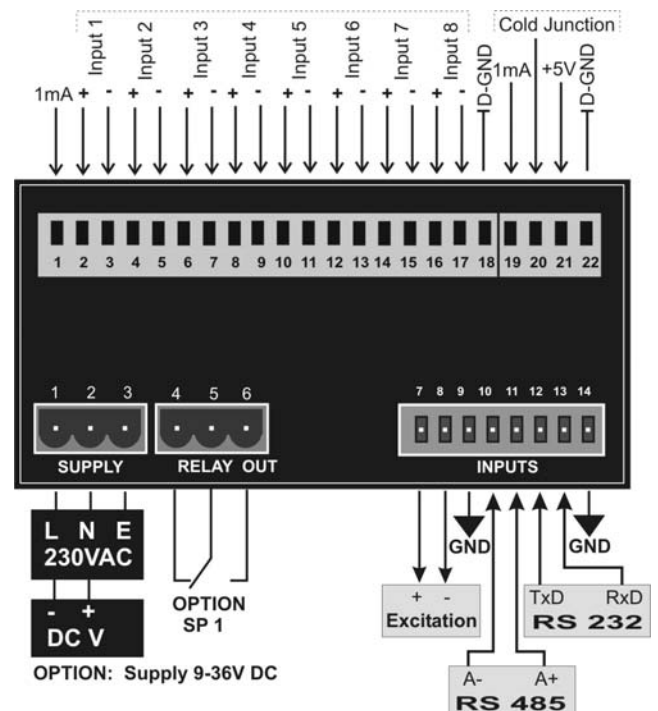 Input 1 Input 2 Input 3 Input 4 Input 5 Input 6 Input 7 Input 8
Cold Junction
1mA + - + - + - + - + - + - + - + - D-GND 1mA +5V D-GND
1 2 3 4 5 6 7 8 9 10 11 12 13 14 15 16 17 18 19 20 21 22
1 2 3 4 5 6 7 8 9 10 11 12 13 14
SUPPLY RELAY OUT INPUTS
L N E
230VAC
- +
DC V
OPTION
SP 1
GND GND
+ -
Excitation
TxD RxD
RS 232
OPTION: Supply 9-36V DC
A- A+
RS 485